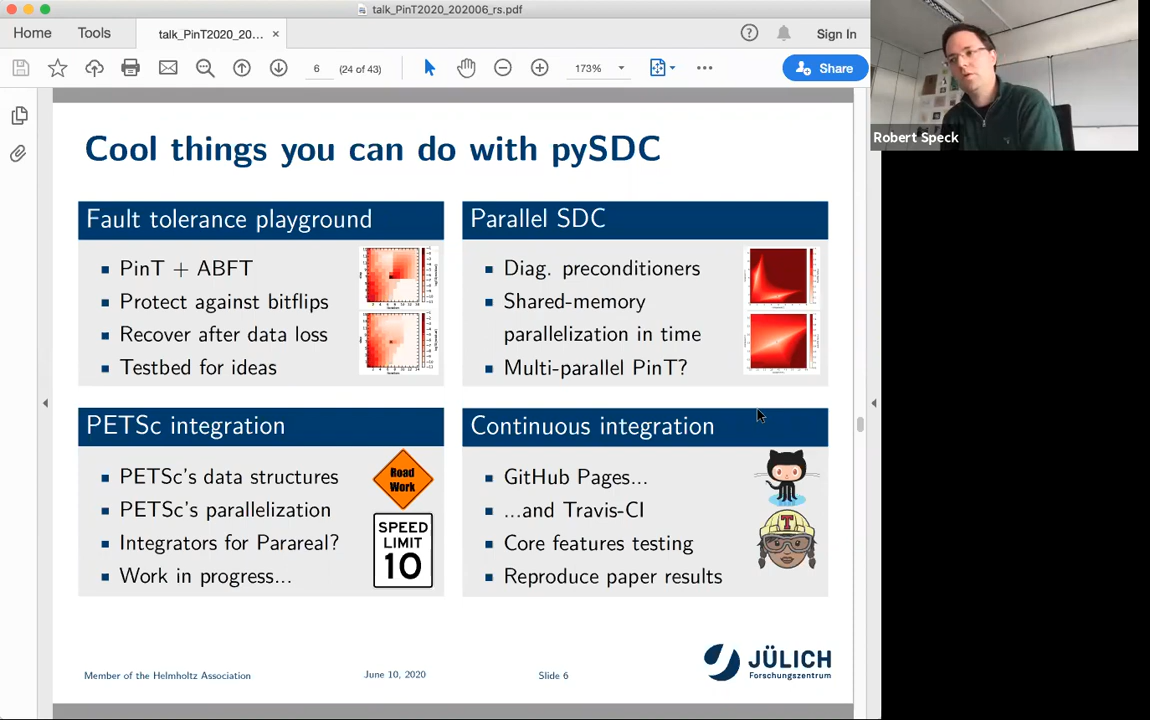 talk_PinT2020_202006_rs.pdf
Home
Tools
talk_PinT2020_20...
Sign In
6
(24 of 43)
173%
Share
Robert Speck
Cool things you can do with pySDC
Fault tolerance playground
PinT + ABFT
Protect against bitflips
Recover after data loss
Testbed for ideas
Parallel SDC
Diag. preconditioners
Shared-memory
parallelization in time
Multi-parallel PinT?
PETSc integration
PETSc's data structures
PETSc's parallelization
Integrators for Parareal?
Work in progress...
Road
Work
SPEED
LIMIT
10
Continuous integration
GitHub Pages...
...and Travis-CI
Core features testing
Reproduce paper results
T
Member of the Helmholtz Association
June 10, 2020
Slide 6
JÜLICH
Forschungszentrum